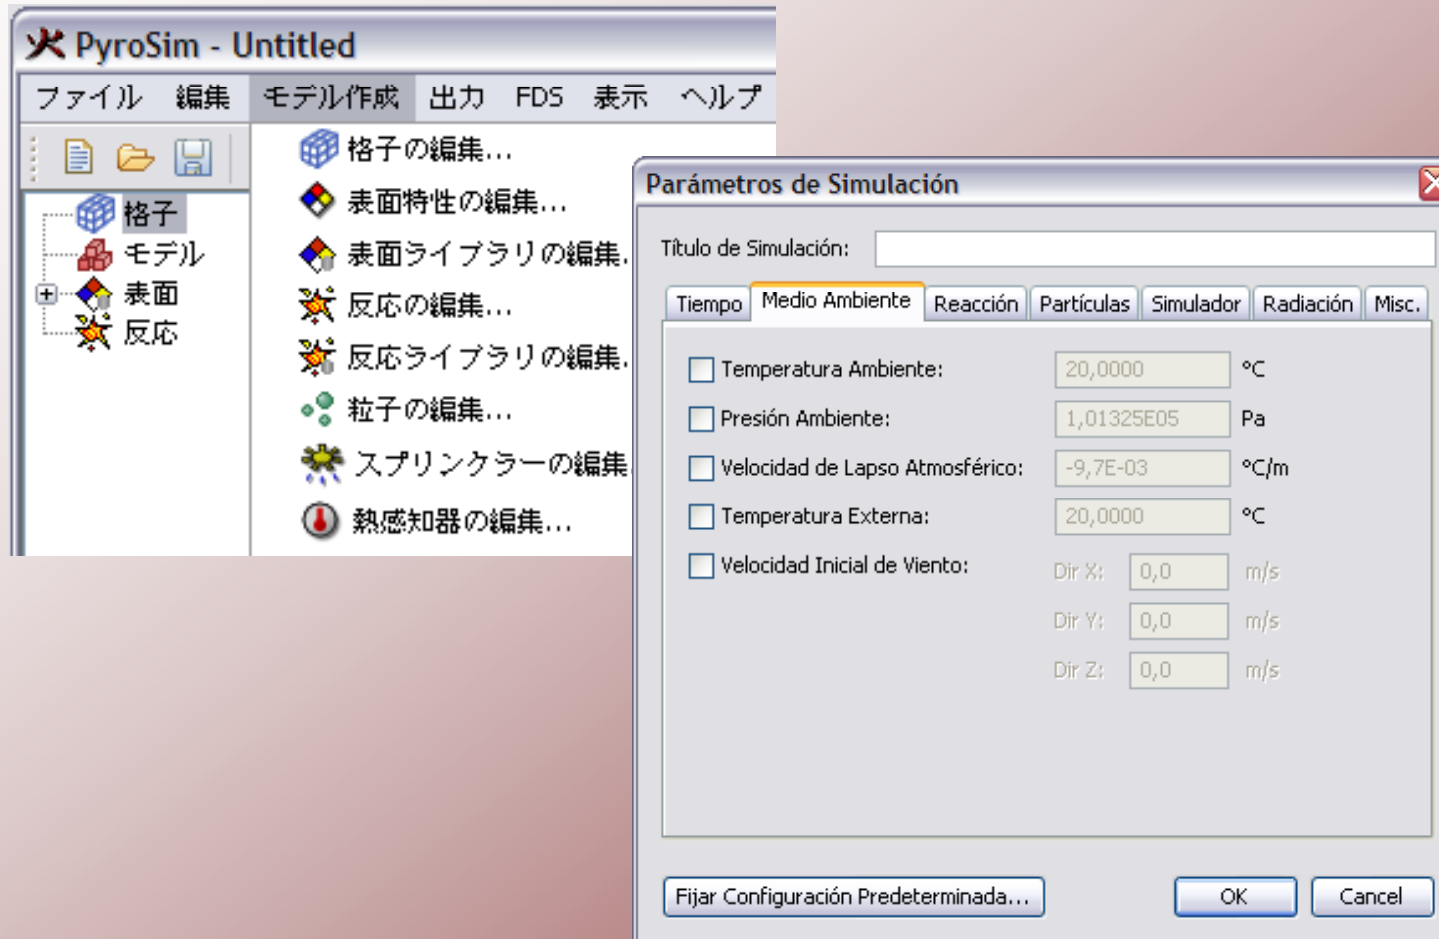 PyroSim - Untitled
ファイル 編集 モデル作成 出力 FDS 表示 ヘルプ
格子
モデル
表面
反応
格子の編集...
表面特性の編集...
表面ライブラリの編集.
反応の編集...
反応ライブラリの編集.
粒子の編集...
スプリンクラーの編集
熱感知器の編集...
Parámetros de Simulación
Título de Simulación:
Tiempo Medio Ambiente Reacción Partículas Simulador Radiación Misc.
Temperatura Ambiente: 20,0000 °C
Presión Ambiente: 1,01325E05 Pa
Velocidad de Lapso Atmosférico: -9,7E-03 °C/m
Temperatura Externa: 20,0000 °C
Velocidad Inicial de Viento: Dir X: 0,0 m/s
Dir Y: 0,0 m/s
Dir Z: 0,0 m/s
Fijar Configuración Predeterminada... OK Cancel